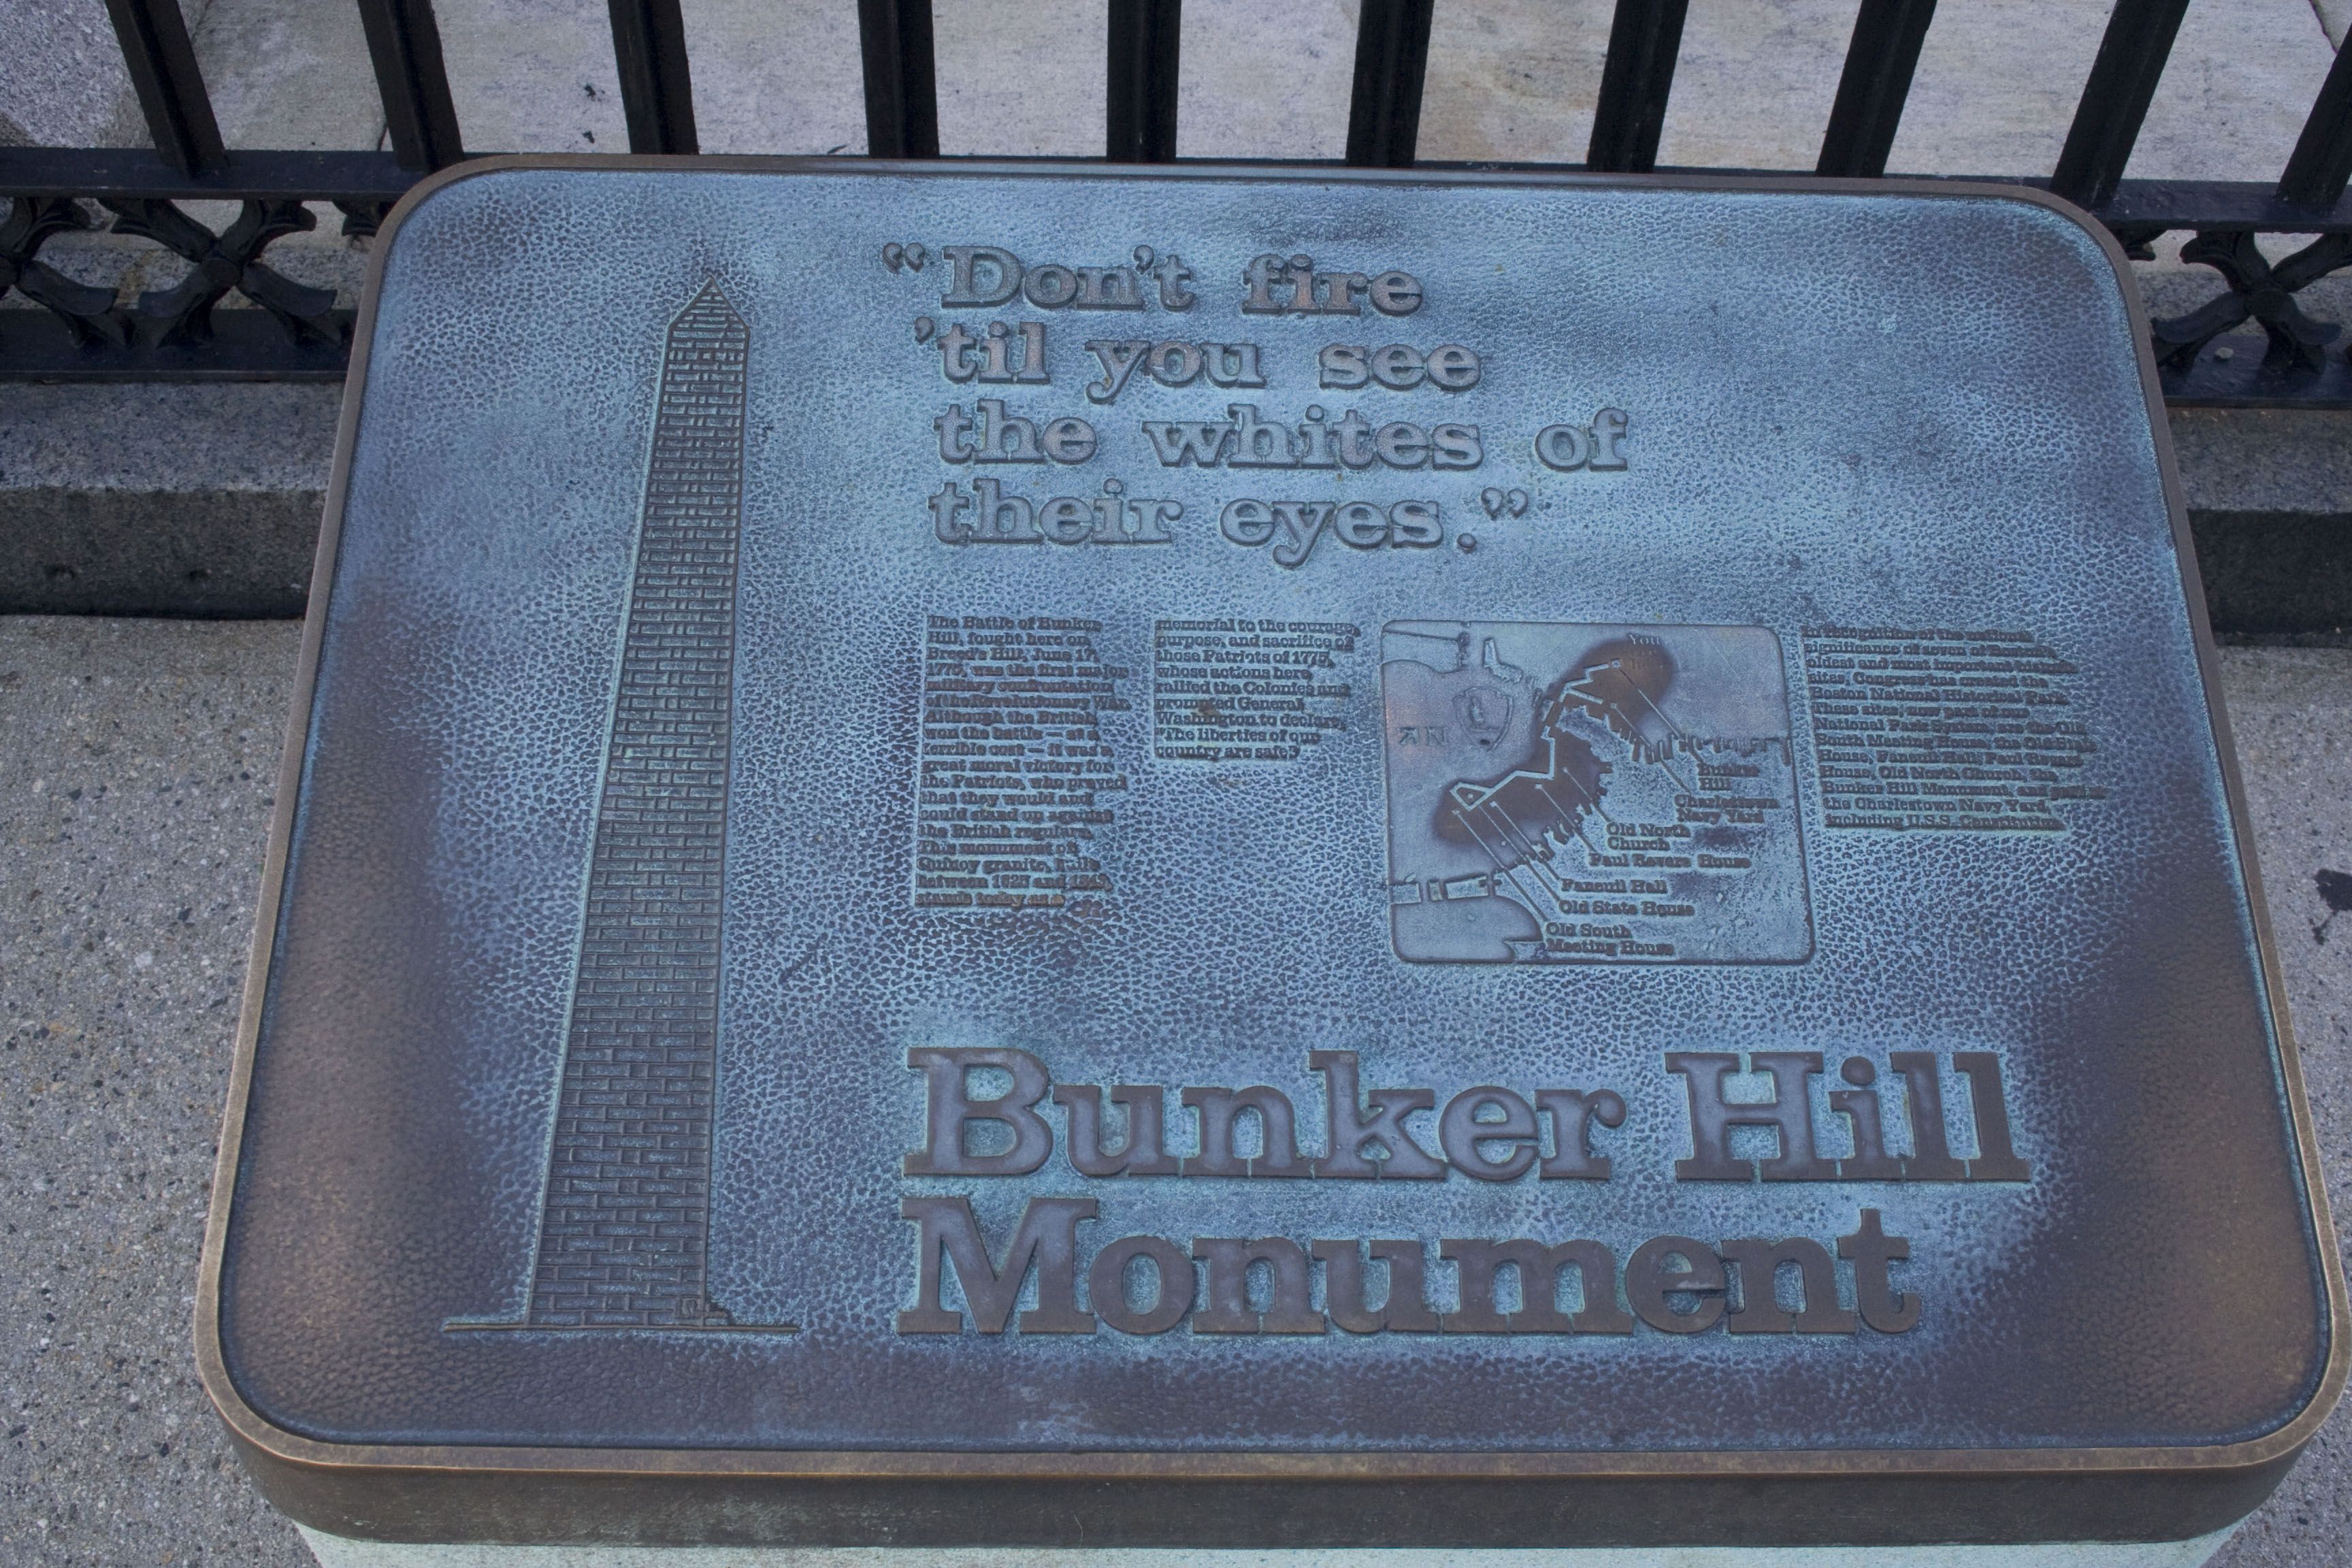 “Don't fire
'til you see
the whites of
their eyes.”
The Battle of Bunker
Hill, fought here on
Breed's Hill, June 17,
1775, was the first major
military confrontation
of the Revolutionary War.
Although the British
won the battle — at a
terrible cost — it was a
great moral victory for
the Patriots, who proved
that they would and
could stand up against
the British regulars.
This monument of
Quincy granite, built
between 1825 and
stands today as a
memorial to the courage,
purpose, and sacrifice of
those Patriots of 1775,
whose actions here
rallied the Colonies and
prompted General
Washington to declare,
"The liberties of our
country are safe."
You
Bunker
Hill
Charlestown
Navy Yard
Old North
Church
Paul Revere House
Faneuil Hall
Old State House
Old South
Meeting House
In recognition of the national
significance of seven of Boston's
oldest and most important historic
sites, Congress has created the
Boston National Historical Park.
These sites, now part of our
National Park System are the Old
South Meeting House, the Old State
House, Faneuil Hall, Paul Revere
House, Old North Church, the
Bunker Hill Monument, and part of
the Charlestown Navy Yard,
including U.S.S. Constitution.
Bunker Hill
Monument